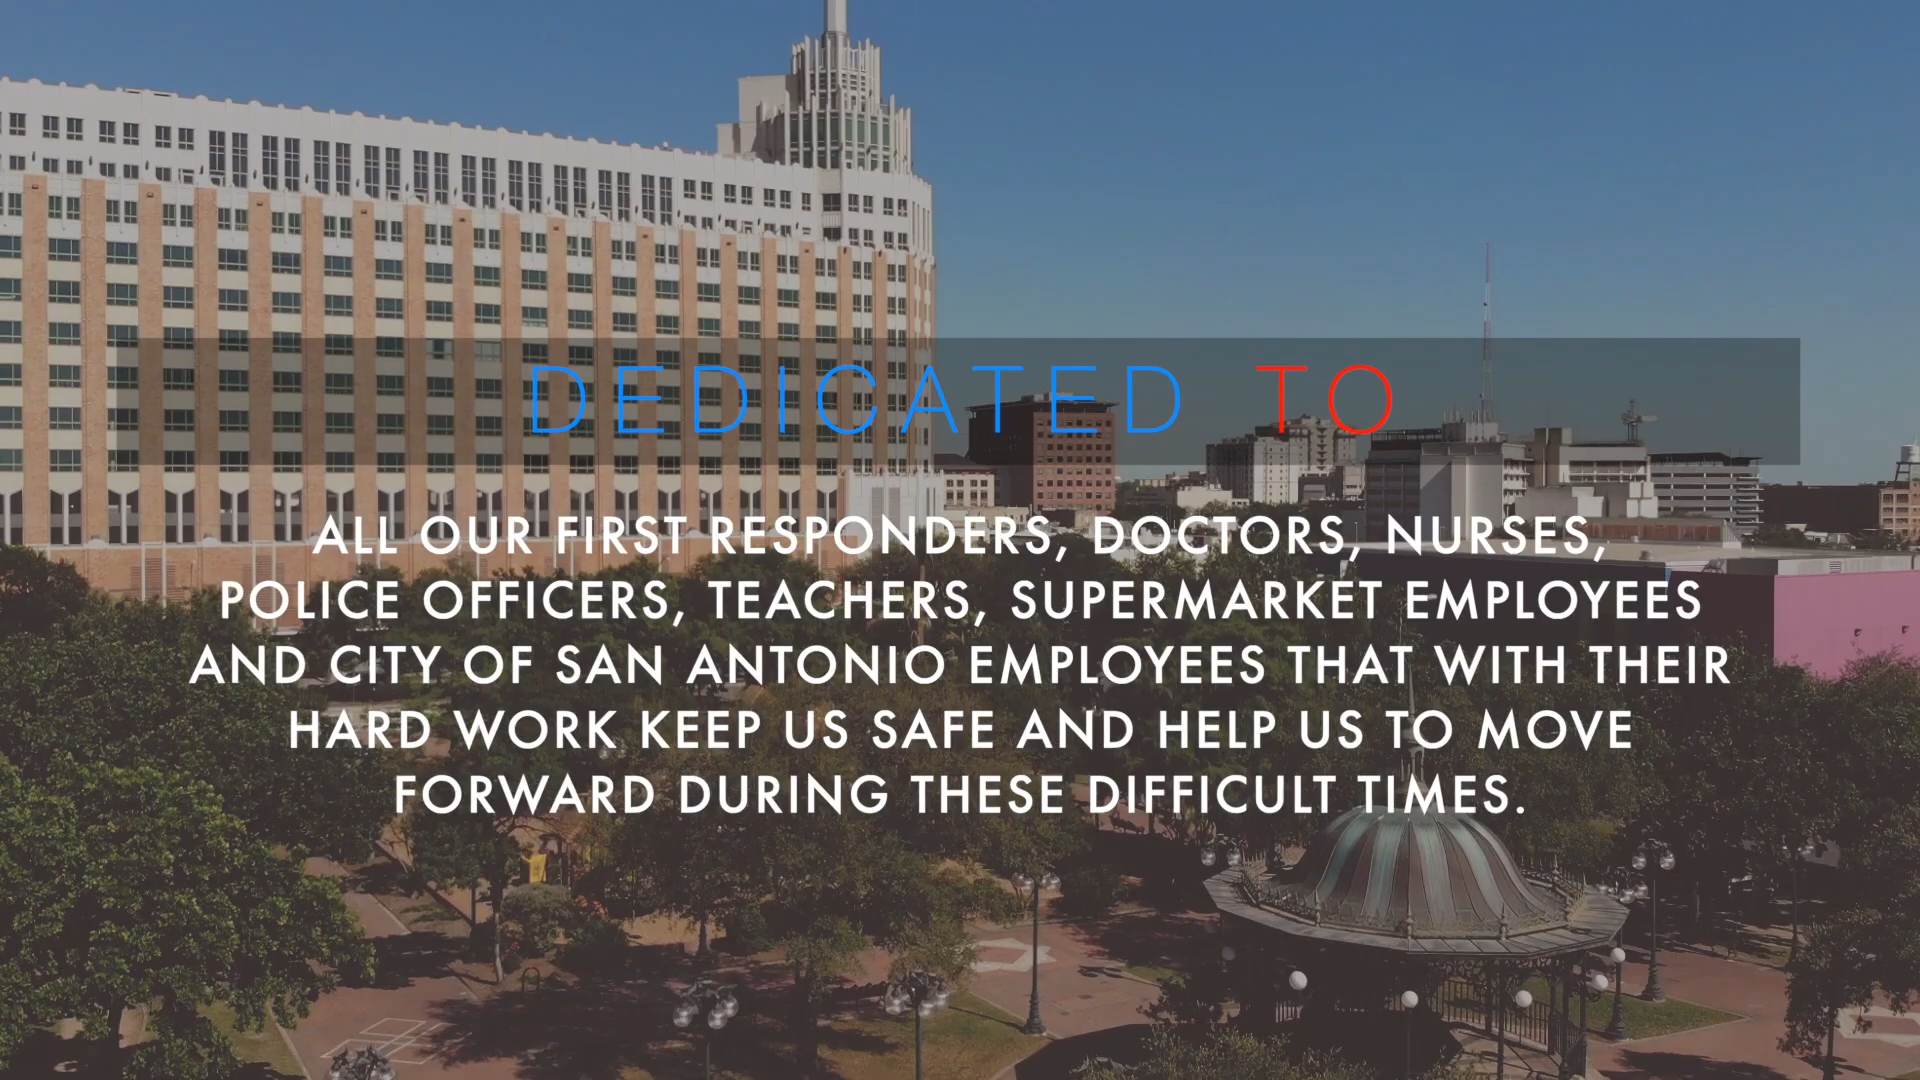 DEDICATED TO
ALL OUR FIRST RESPONDERS, DOCTORS, NURSES,
POLICE OFFICERS, TEACHERS, SUPERMARKET EMPLOYEES
AND CITY OF SAN ANTONIO EMPLOYEES THAT WITH THEIR
HARD WORK KEEP US SAFE AND HELP US TO MOVE
FORWARD DURING THESE DIFFICULT TIMES.